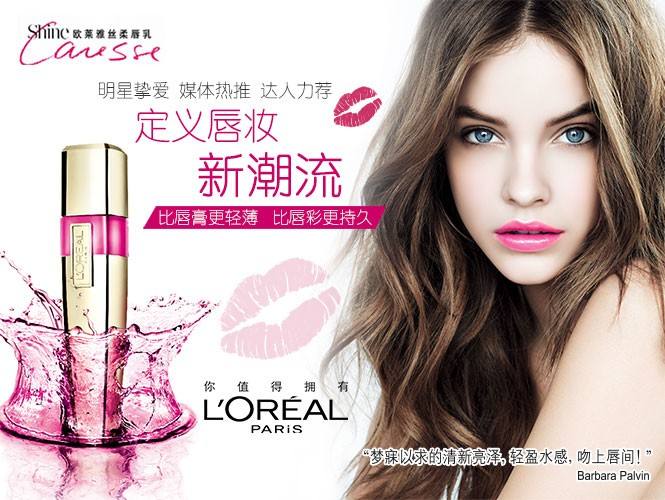 Shine 欧莱雅丝柔唇乳
Caresse
明星挚爱 媒体热推 达人力荐
定义唇妆
新潮流
比唇膏更轻薄 比唇彩更持久
L'ORÉAL
PARIS
你值得拥有
L'ORÉAL
PARiS
“梦寐以求的清新亮泽, 轻盈水感, 吻上唇间！”
Barbara Palvin